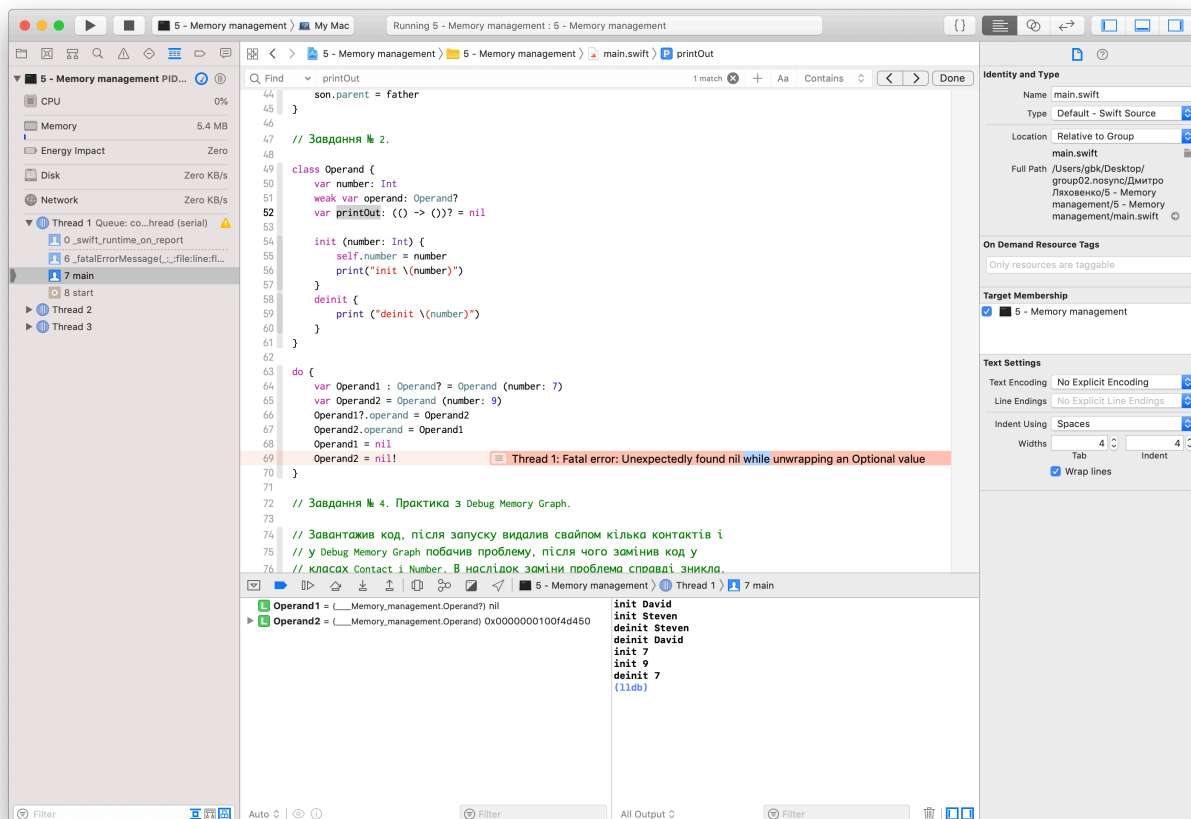 5 - Memory management 〉 My Mac
Running 5 - Memory management : 5 - Memory management
{ }
5 - Memory management PID...
CPU 0%
Memory 5.4 MB
Energy Impact Zero
Disk Zero KB/s
Network Zero KB/s
Thread 1 Queue: co...hread (serial)
0 _swift_runtime_on_report
6 _fatalErrorMessage(_:_:file:line:fl...
7 main
8 start
Thread 2
Thread 3
Filter
5 - Memory management 〉 5 - Memory management 〉 main.swift 〉 P printOut
Find printOut 1 match + Aa Contains < > Done
44 son.parent = father
45 }
46
47 // Завдання № 2.
48
49 class Operand {
50 var number: Int
51 weak var operand: Operand?
52 var printOut: (() -> ())? = nil
53
54 init (number: Int) {
55 self.number = number
56 print("init \(number)")
57 }
58 deinit {
59 print ("deinit \(number)")
60 }
61 }
62
63 do {
64 var Operand1 : Operand? = Operand (number: 7)
65 var Operand2 = Operand (number: 9)
66 Operand1?.operand = Operand2
67 Operand2.operand = Operand1
68 Operand1 = nil
69 Operand2 = nil! Thread 1: Fatal error: Unexpectedly found nil while unwrapping an Optional value
70 }
71
72 // Завдання № 4. Практика з Debug Memory Graph.
73
74 // Завантажив код, після запуску видалив свайпом кілька контактів і
75 // у Debug Memory Graph побачив проблему, після чого замінив код у
76 // класах Contact і Number. В наслідок заміни проблема справді зникла.
5 - Memory management 〉 Thread 1 〉 7 main
L Operand1 = (___Memory_management.Operand?) nil
L Operand2 = (___Memory_management.Operand) 0x0000000100f4d450
Auto Filter
init David
init Steven
deinit Steven
deinit David
init 7
init 9
deinit 7
(lldb)
All Output Filter
Identity and Type
Name main.swift
Type Default - Swift Source
Location Relative to Group
main.swift
Full Path /Users/gbk/Desktop/
group02.nosync/Дмитро
Ляховенко/5 - Memory
management/5 - Memory
management/main.swift
On Demand Resource Tags
Only resources are taggable
Target Membership
5 - Memory management
Text Settings
Text Encoding No Explicit Encoding
Line Endings No Explicit Line Endings
Indent Using Spaces
Widths 4 4
Tab Indent
Wrap lines